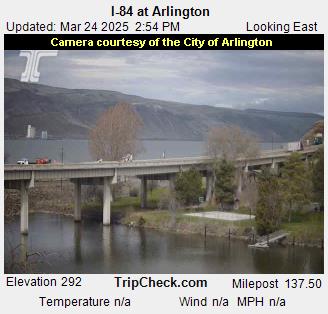 I-84 at Arlington
Updated: Mar 24 2025 2:54 PM Looking East
Camera courtesy of the City of Arlington
Elevation 292 TripCheck.com Milepost 137.50
Temperature n/a Wind n/a MPH n/a